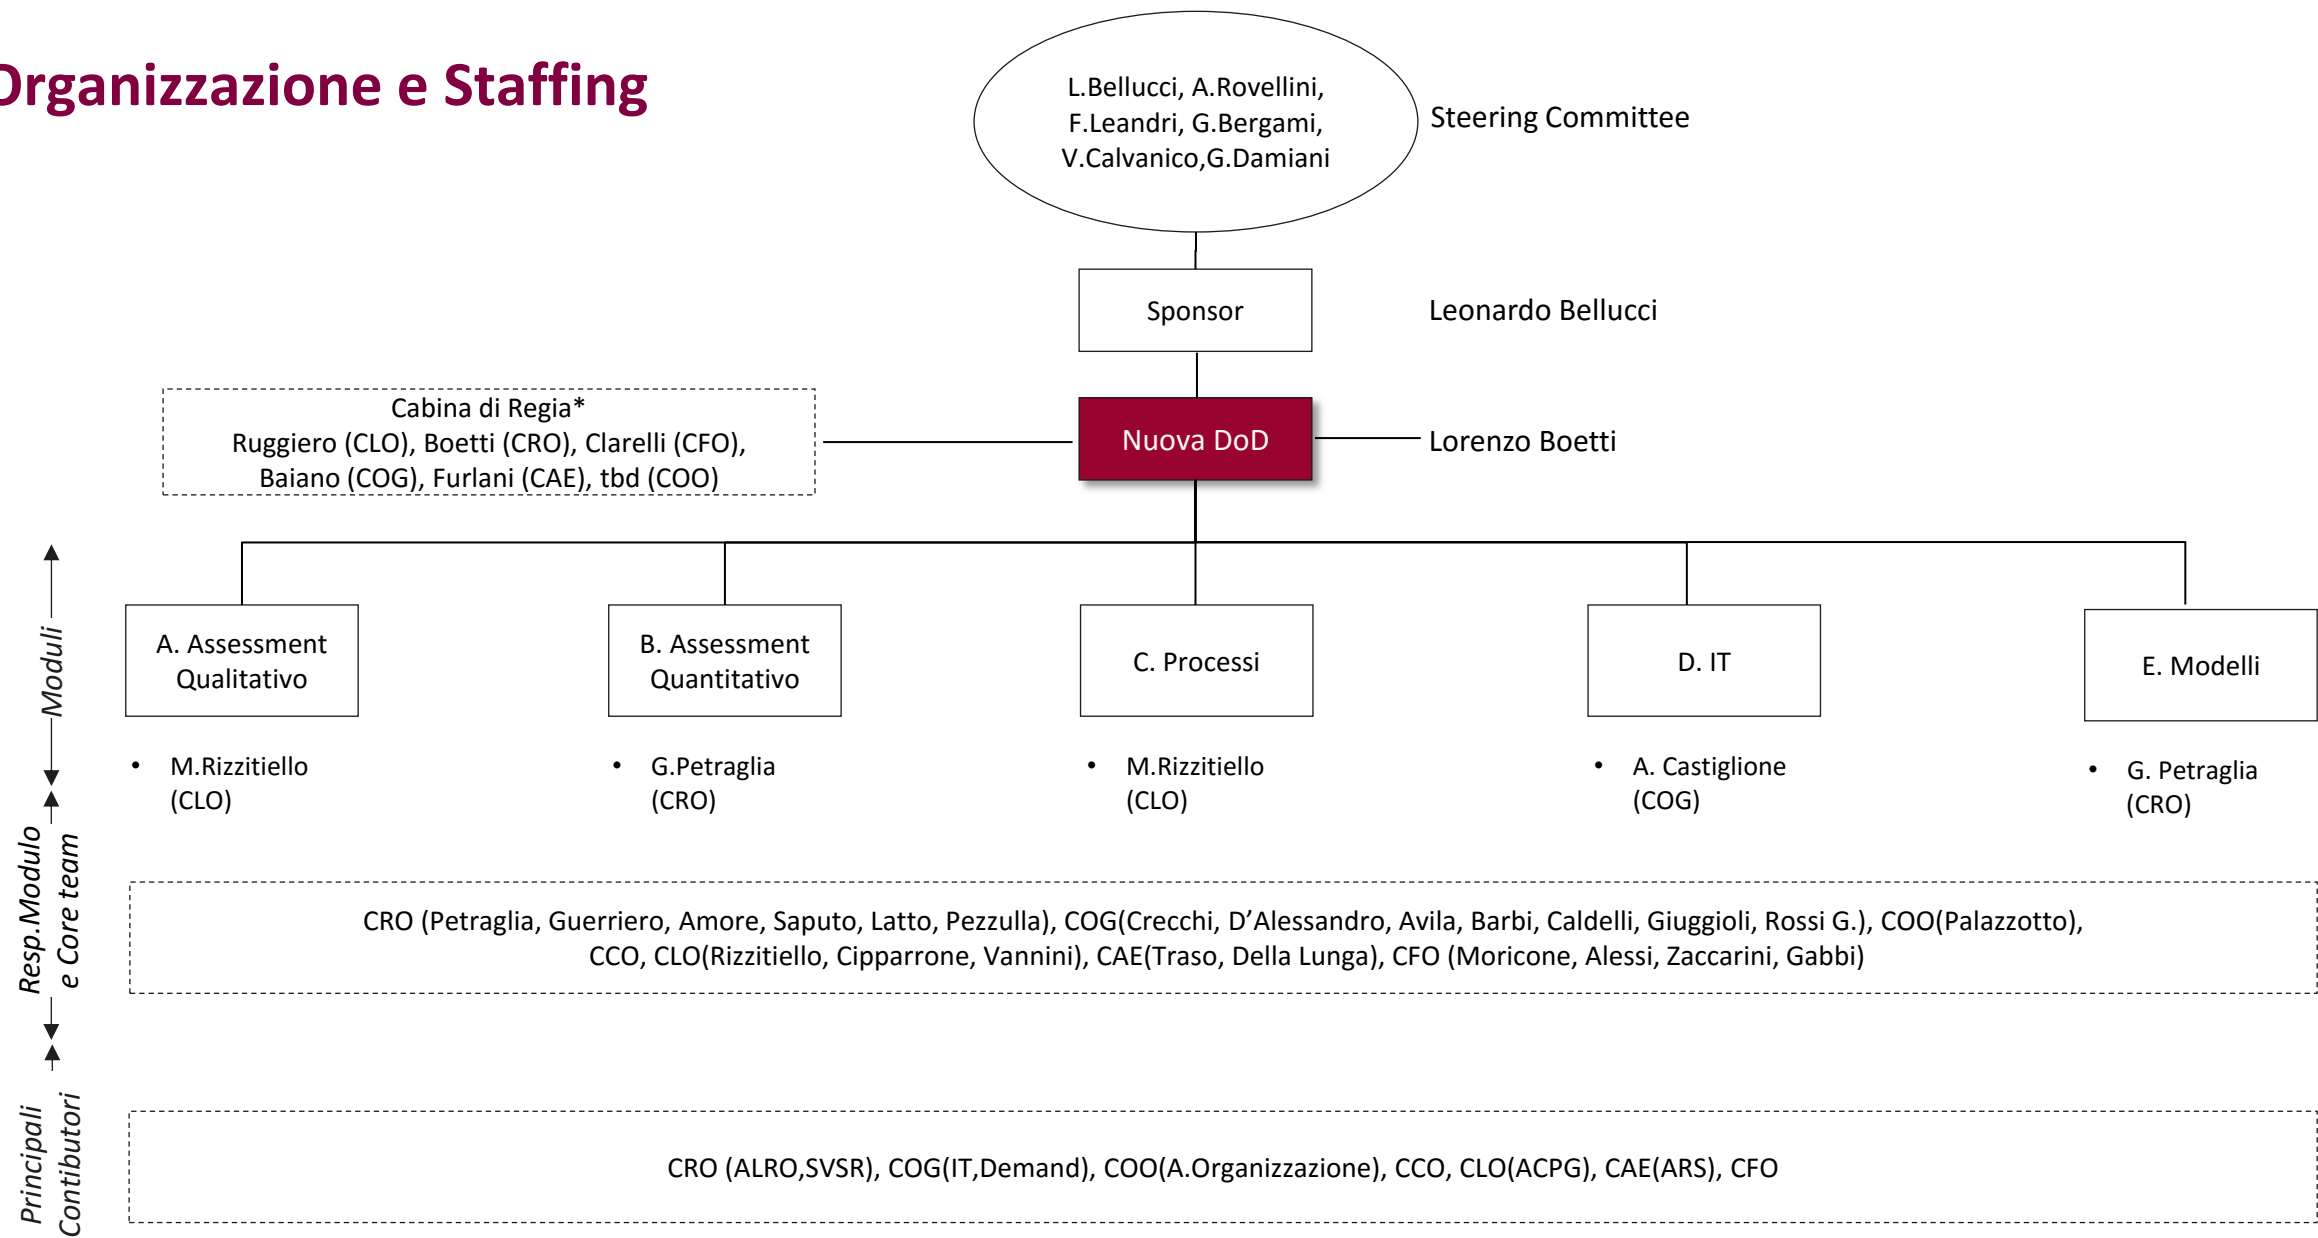 Organizzazione e Staffing
L.Bellucci, A.Rovellini,
F.Leandri, G.Bergami,
V.Calvanico,G.Damiani
Steering Committee
Sponsor
Leonardo Bellucci
Cabina di Regia*
Ruggiero (CLO), Boetti (CRO), Clarelli (CFO),
Baiano (COG), Furlani (CAE), tbd (COO)
Nuova DoD
Lorenzo Boetti
Moduli
A. Assessment
Qualitativo
B. Assessment
Quantitativo
C. Processi
D. IT
E. Modelli
• M.Rizzitiello
(CLO)
• G.Petraglia
(CRO)
• M.Rizzitiello
(CLO)
• A. Castiglione
(COG)
• G. Petraglia
(CRO)
Resp.Modulo
e Core team
CRO (Petraglia, Guerriero, Amore, Saputo, Latto, Pezzulla), COG(Crecchi, D’Alessandro, Avila, Barbi, Caldelli, Giuggioli, Rossi G.), COO(Palazzotto),
CCO, CLO(Rizzitiello, Cipparrone, Vannini), CAE(Traso, Della Lunga), CFO (Moricone, Alessi, Zaccarini, Gabbi)
Principali
Contibutori
CRO (ALRO,SVSR), COG(IT,Demand), COO(A.Organizzazione), CCO, CLO(ACPG), CAE(ARS), CFO